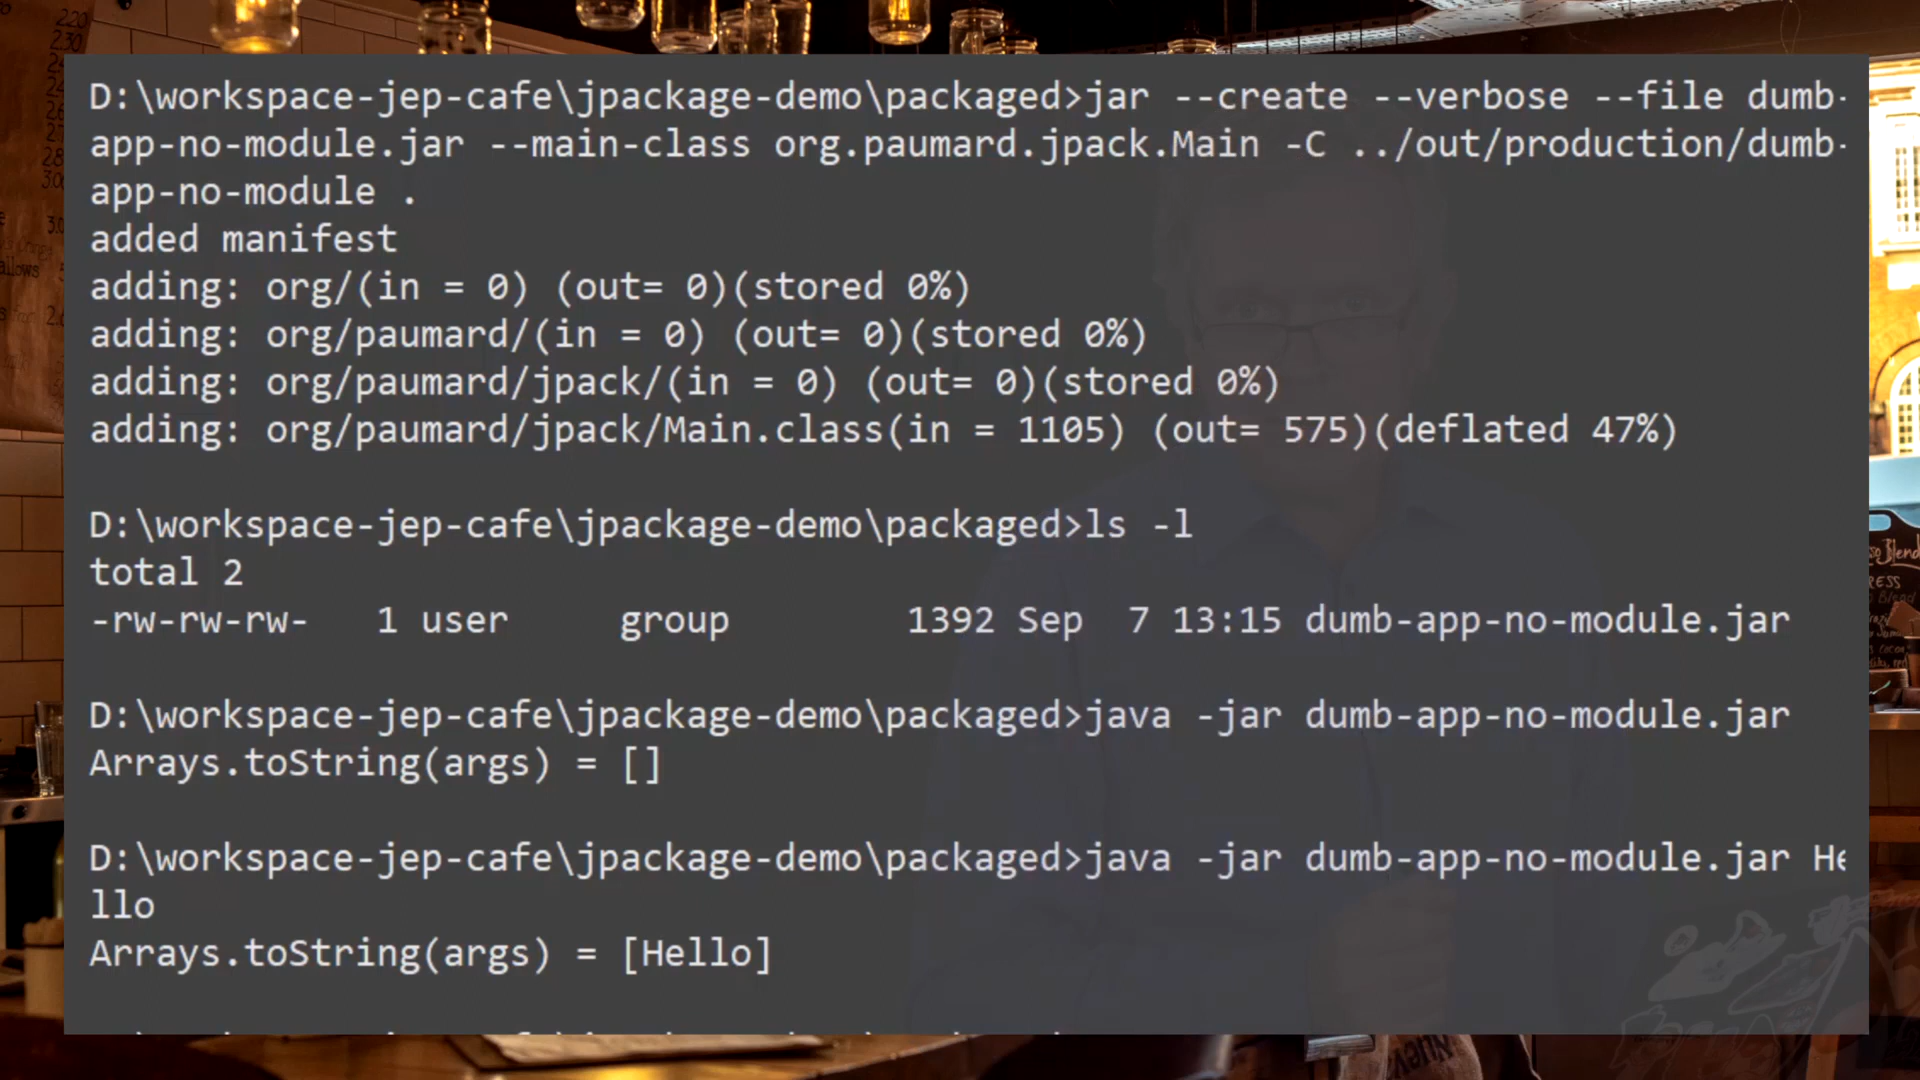 D:\workspace-jep-cafe\jpackage-demo\packaged>jar --create --verbose --file dumb-
app-no-module.jar --main-class org.paumard.jpack.Main -C ../out/production/dumb-
app-no-module .
added manifest
adding: org/(in = 0) (out= 0)(stored 0%)
adding: org/paumard/(in = 0) (out= 0)(stored 0%)
adding: org/paumard/jpack/(in = 0) (out= 0)(stored 0%)
adding: org/paumard/jpack/Main.class(in = 1105) (out= 575)(deflated 47%)
D:\workspace-jep-cafe\jpackage-demo\packaged>ls -l
total 2
-rw-rw-rw-   1 user     group        1392 Sep  7 13:15 dumb-app-no-module.jar
D:\workspace-jep-cafe\jpackage-demo\packaged>java -jar dumb-app-no-module.jar
Arrays.toString(args) = []
D:\workspace-jep-cafe\jpackage-demo\packaged>java -jar dumb-app-no-module.jar He
llo
Arrays.toString(args) = [Hello]